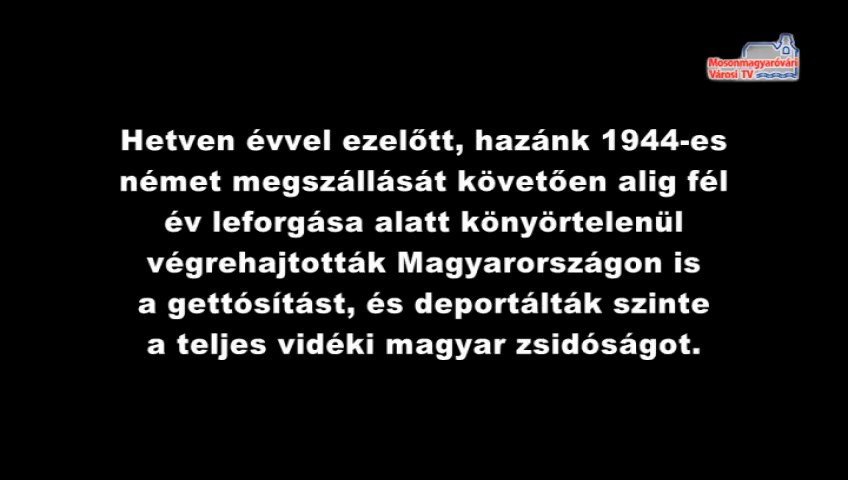 Mosonmagyaróvári
Városi TV
Hetven évvel ezelőtt, hazánk 1944-es
német megszállását követően alig fél
év leforgása alatt könyörtelenül
végrehajtották Magyarországon is
a gettósítást, és deportálták szinte
a teljes vidéki magyar zsidóságot.